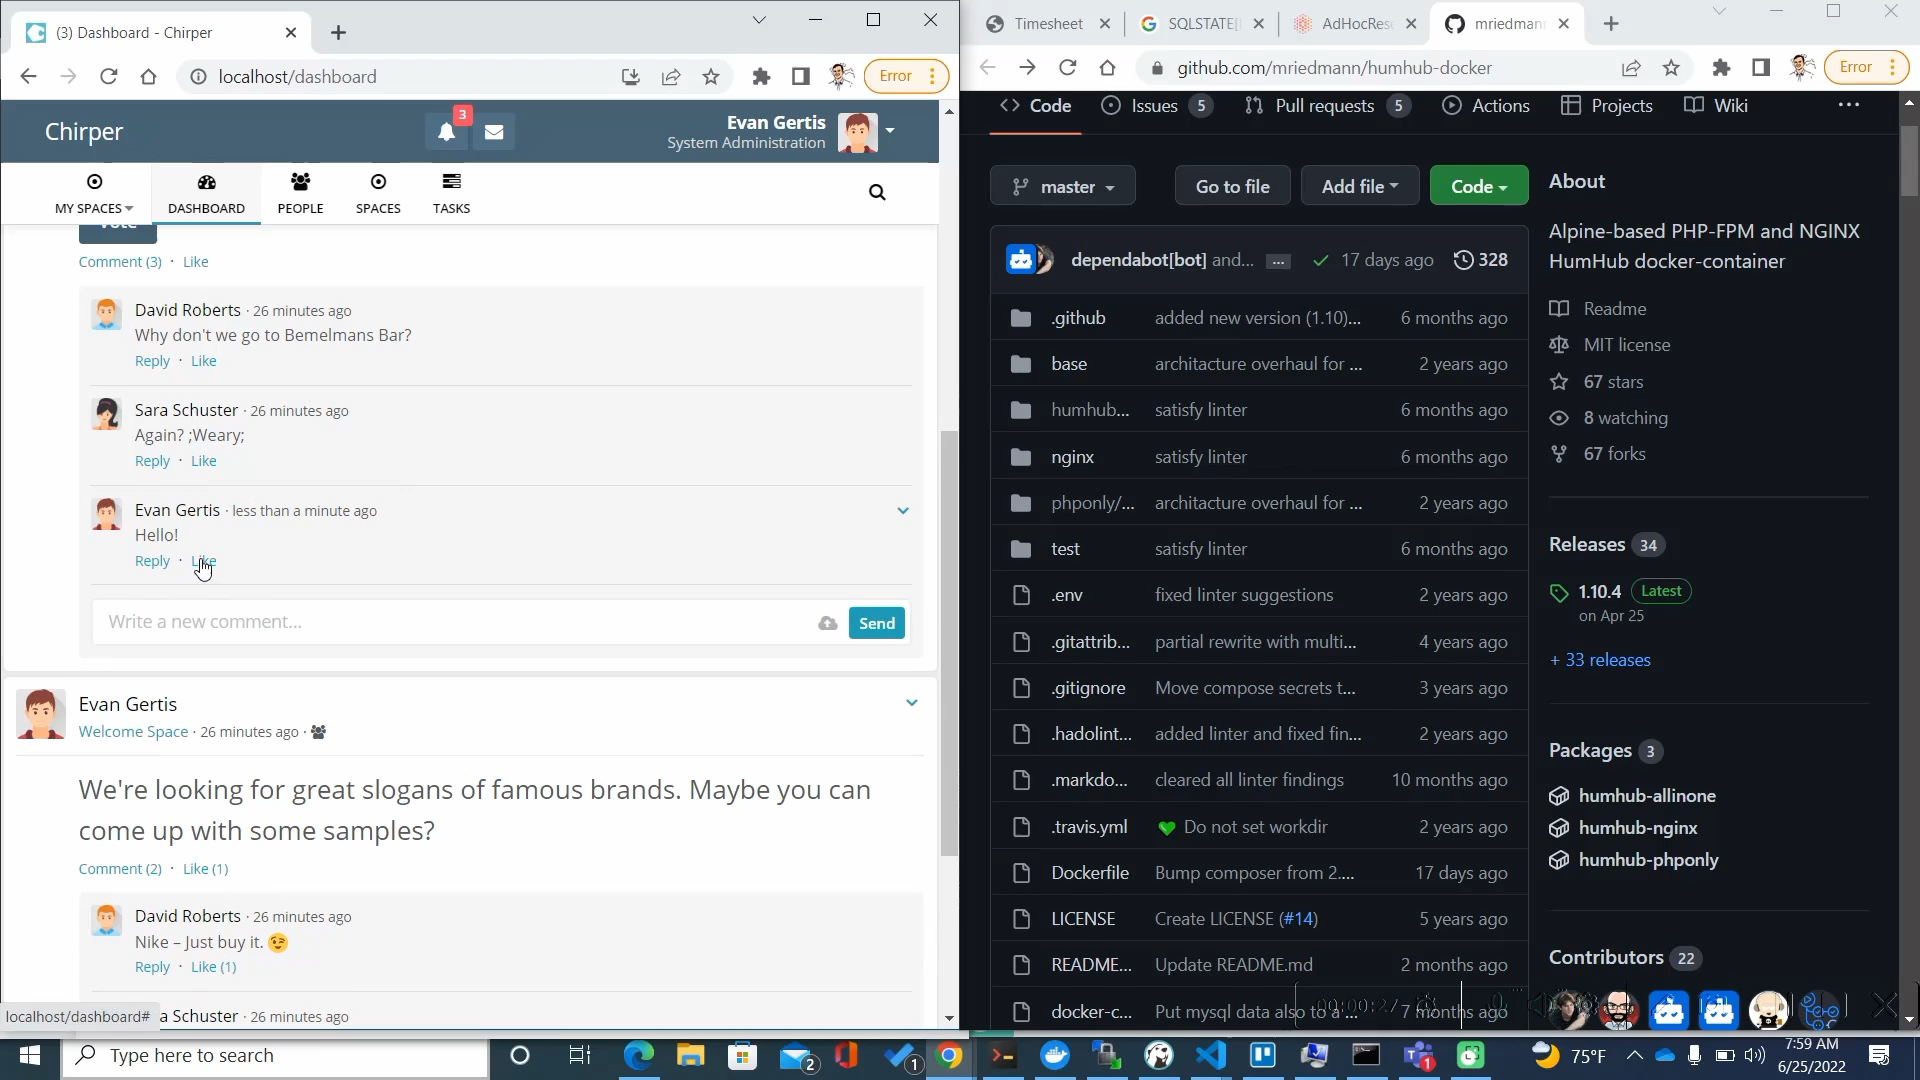 (3) Dashboard - Chirper
localhost/dashboard
Error
Chirper
3
Evan Gertis
System Administration
MY SPACES
DASHBOARD
PEOPLE
SPACES
TASKS
Vote
Comment (3) · Like
David Roberts · 26 minutes ago
Why don't we go to Bemelmans Bar?
Reply · Like
Sara Schuster · 26 minutes ago
Again? ;Weary;
Reply · Like
Evan Gertis · less than a minute ago
Hello!
Reply · Like
Write a new comment...
Send
Evan Gertis
Welcome Space · 26 minutes ago ·
We're looking for great slogans of famous brands. Maybe you can
come up with some samples?
Comment (2) · Like (1)
David Roberts · 26 minutes ago
Nike – Just buy it. 😉
Reply · Like (1)
localhost/dashboard#
a Schuster · 26 minutes ago
Timesheet
SQLSTATE[
AdHocRese
mriedmann
github.com/mriedmann/humhub-docker
Error
Code
Issues 5
Pull requests 5
Actions
Projects
Wiki
master
Go to file
Add file
Code
dependabot[bot] and... ... 17 days ago 328
.github added new version (1.10)... 6 months ago
base architacture overhaul for ... 2 years ago
humhub... satisfy linter 6 months ago
nginx satisfy linter 6 months ago
phponly/... architacture overhaul for ... 2 years ago
test satisfy linter 6 months ago
.env fixed linter suggestions 2 years ago
.gitattrib... partial rewrite with multi... 4 years ago
.gitignore Move compose secrets t... 3 years ago
.hadolint... added linter and fixed fin... 2 years ago
.markdo... cleared all linter findings 10 months ago
.travis.yml 💚 Do not set workdir 2 years ago
Dockerfile Bump composer from 2.... 17 days ago
LICENSE Create LICENSE (#14) 5 years ago
README... Update README.md 2 months ago
docker-c... Put mysql data also to a ... 7 months ago
About
Alpine-based PHP-FPM and NGINX
HumHub docker-container
Readme
MIT license
67 stars
8 watching
67 forks
Releases 34
1.10.4 Latest
on Apr 25
+ 33 releases
Packages 3
humhub-allinone
humhub-nginx
humhub-phponly
Contributors 22
Type here to search
2
1
1
75°F
7:59 AM
6/25/2022